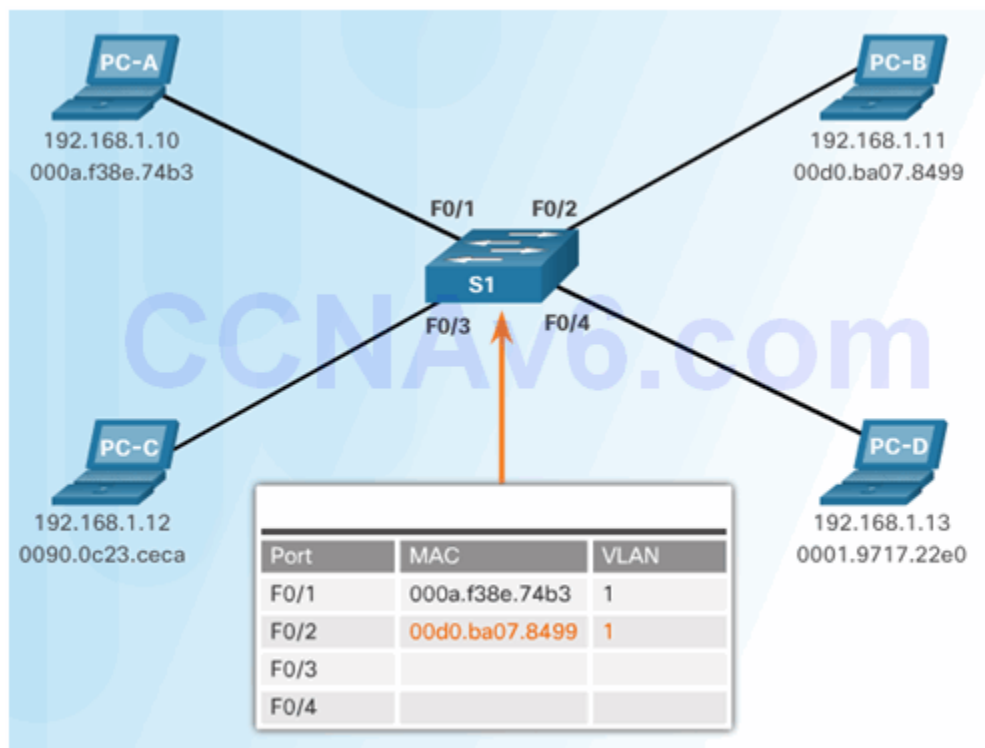 PC-A
192.168.1.10
000a.f38e.74b3
PC-B
192.168.1.11
00d0.ba07.8499
F0/1
F0/2
S1
F0/3
F0/4
CCNAv6.com
PC-C
192.168.1.12
0090.0c23.ceca
PC-D
192.168.1.13
0001.9717.22e0
Port MAC VLAN
F0/1 000a.f38e.74b3 1
F0/2 00d0.ba07.8499 1
F0/3
F0/4